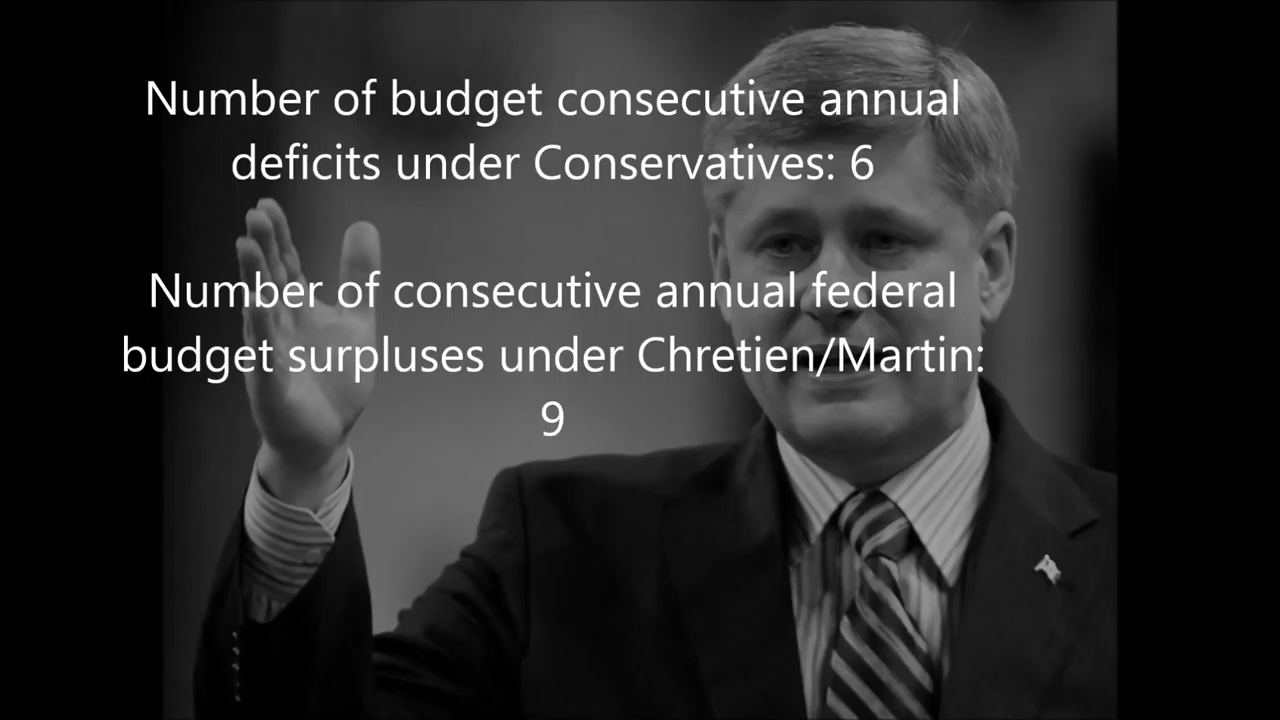 Number of budget consecutive annual
deficits under Conservatives: 6
Number of consecutive annual federal
budget surpluses under Chretien/Martin:
9